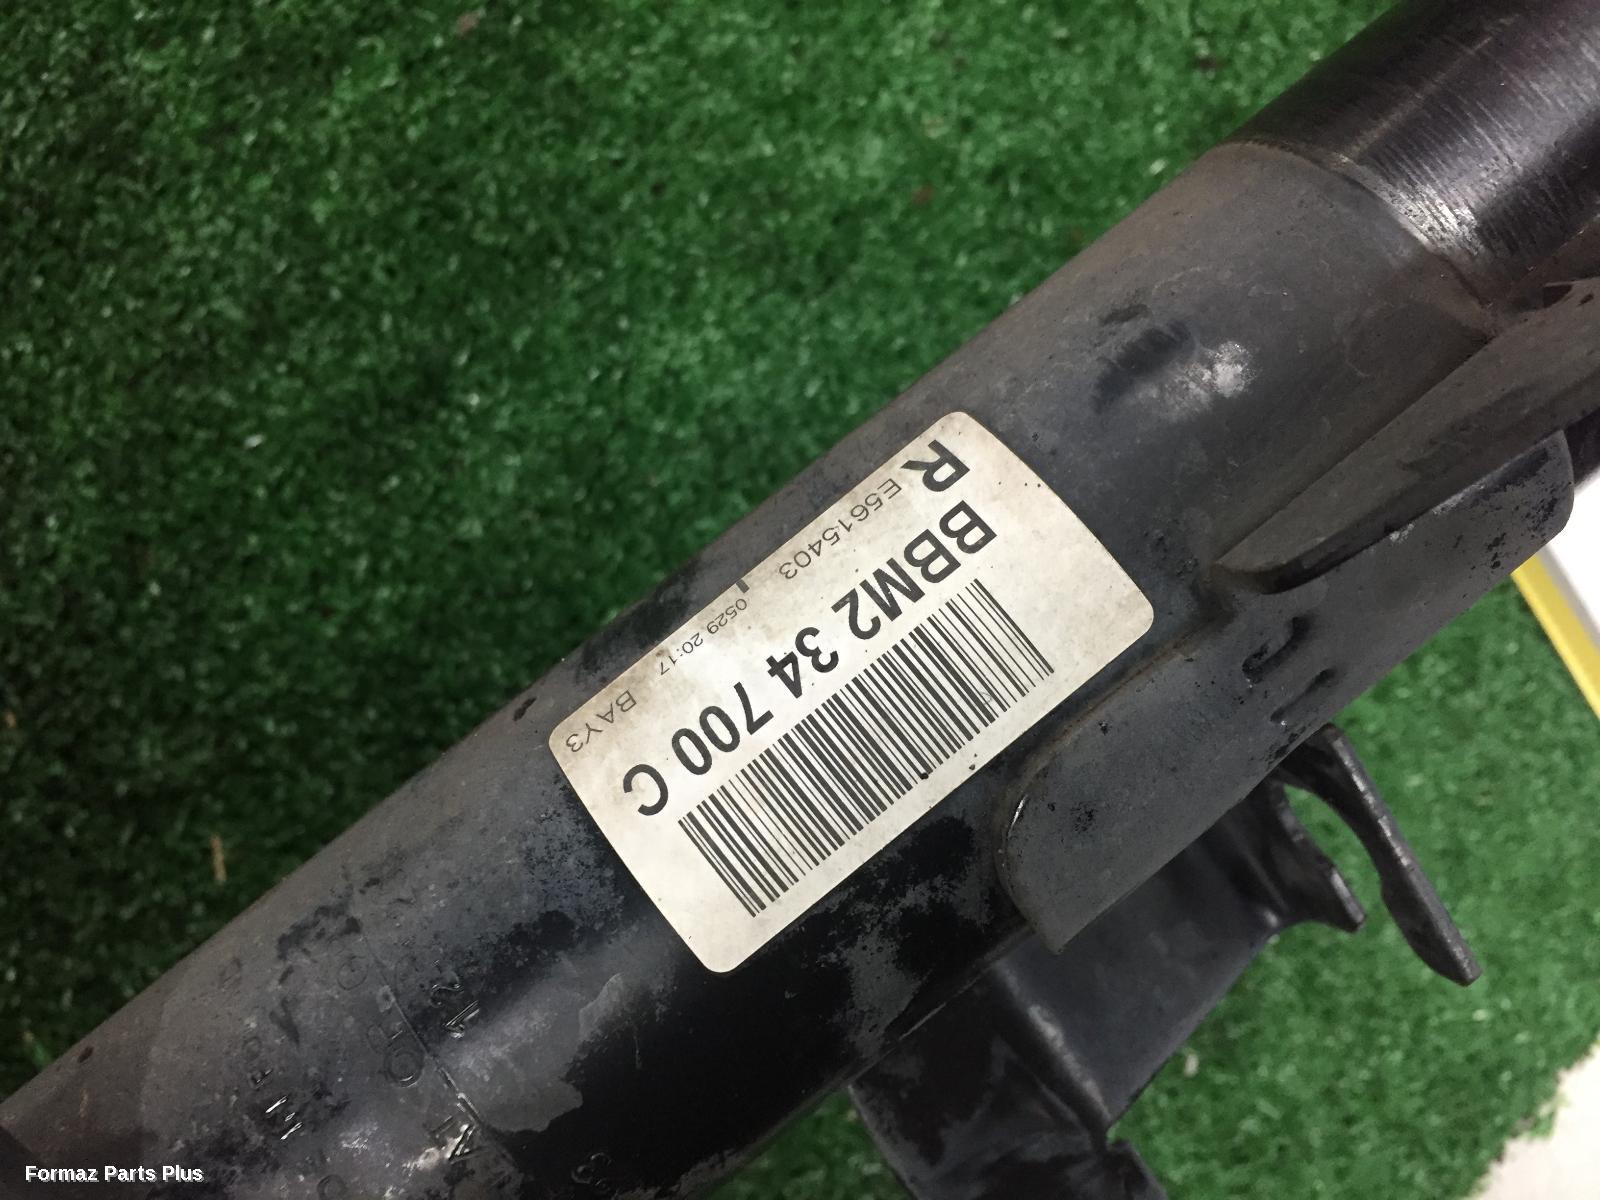 R
E5615403
BBM2 34 700 C
0529 20:17
BAY3
Formaz Parts Plus